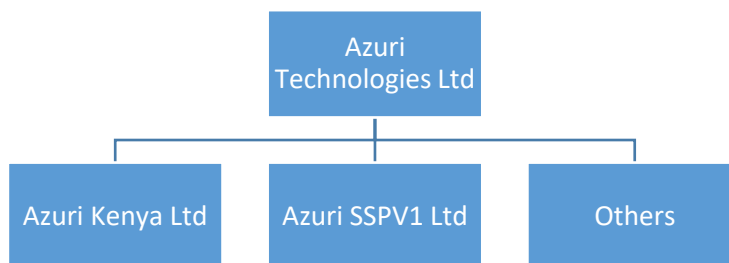 Azuri
Technologies Ltd
Azuri Kenya Ltd
Azuri SSPV1 Ltd
Others